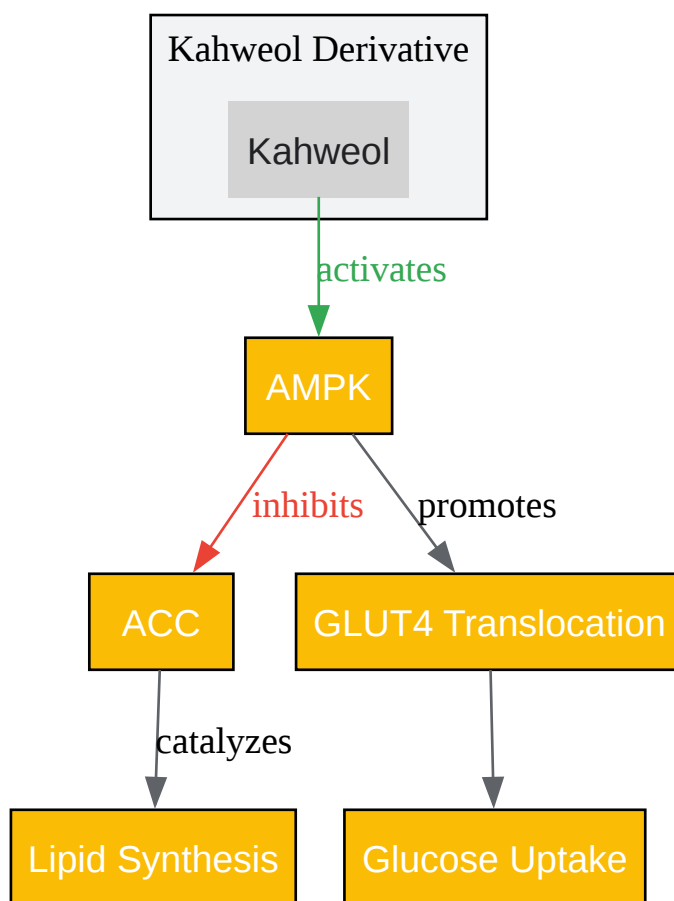 Kahweol Derivative
Kahweol
activates
AMPK
inhibits
promotes
ACC
GLUT4 Translocation
catalyzes
Lipid Synthesis
Glucose Uptake